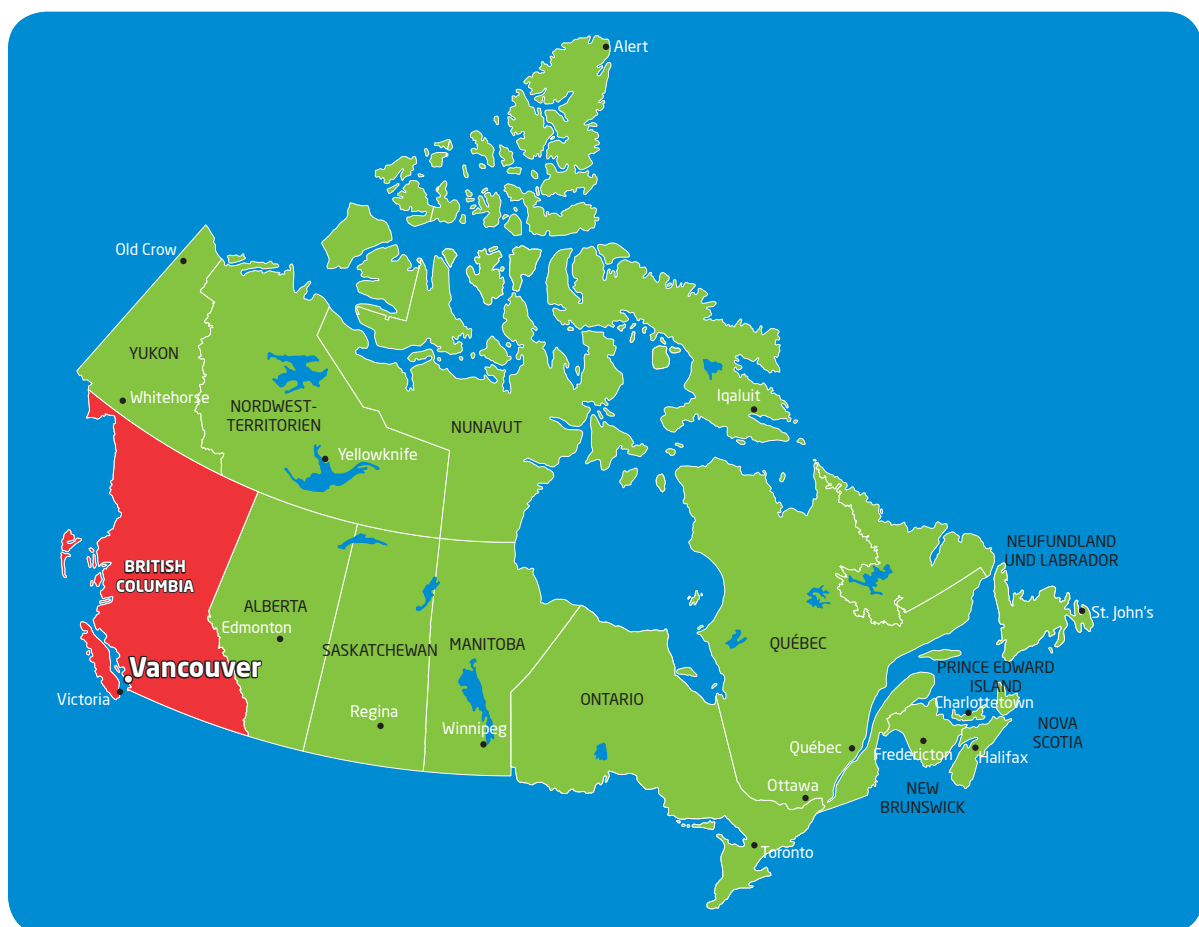 Alert
Old Crow
YUKON
Whitehorse
NORDWEST-
TERRITORIEN
Yellowknife
NUNAVUT
Iqaluit
BRITISH
COLUMBIA
Vancouver
Victoria
ALBERTA
Edmonton
SASKATCHEWAN
Regina
MANITOBA
Winnipeg
ONTARIO
QUÉBEC
Québec
Ottawa
Toronto
NEUFUNDLAND
UND LABRADOR
St. John's
PRINCE EDWARD
ISLAND
Charlottetown
NOVA
SCOTIA
Fredericton
Halifax
NEW
BRUNSWICK